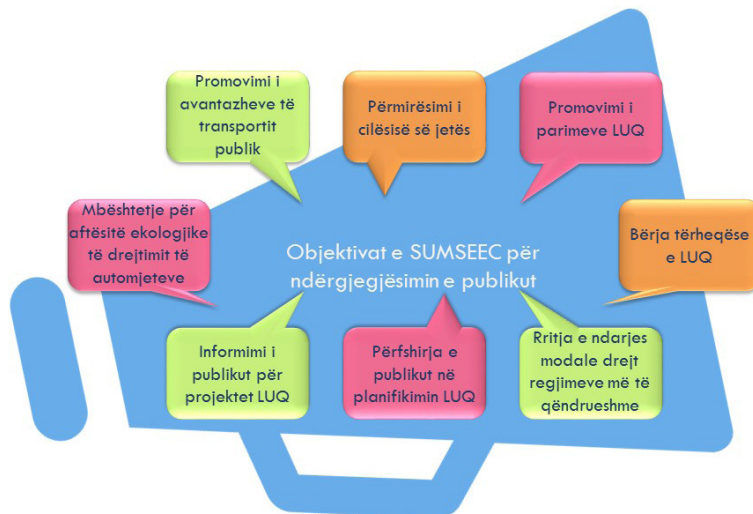 Promovimi i
avantazheve të
transportit
publik
Përmirësimi i
cilësisë së jetës
Promovimi i
parimeve LUQ
Mbështetje për
aftësitë ekologjike
të drejtimit të
automjeteve
Objektivat e SUMSEEC për
ndërgjegjësimin e publikut
Bërja tërheqëse
e LUQ
Informimi i
publikut për
projektet LUQ
Përfshirja e
publikut në
planifikimin LUQ
Rritja e ndarjes
modale drejt
regjimeve më të
qëndrueshme